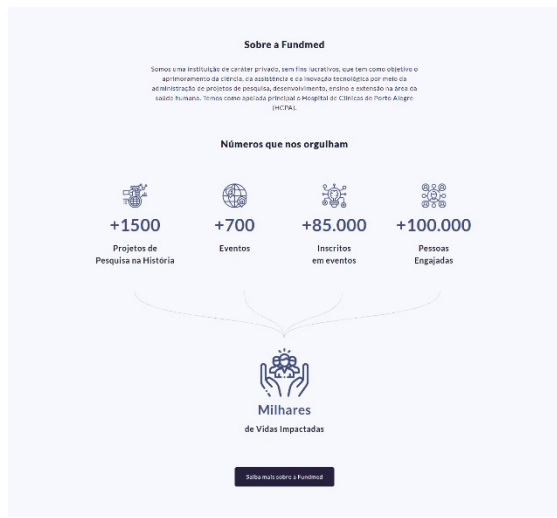 Sobre a Fundmed
Somos uma instituição de caráter privado, sem fins lucrativos, que tem como objetivo o
aprimoramento da ciência, da assistência e da inovação tecnológica por meio da
administração de projetos de pesquisa, desenvolvimento, ensino e extensão na área da
saúde humana. Temos como apoiada principal o Hospital de Clínicas de Porto Alegre
(HCPA).
Números que nos orgulham
+1500 +700 +85.000 +100.000
Projetos de Eventos Inscritos Pessoas
Pesquisa na História em eventos Engajadas
Milhares
de Vidas Impactadas
Saiba mais sobre a Fundmed